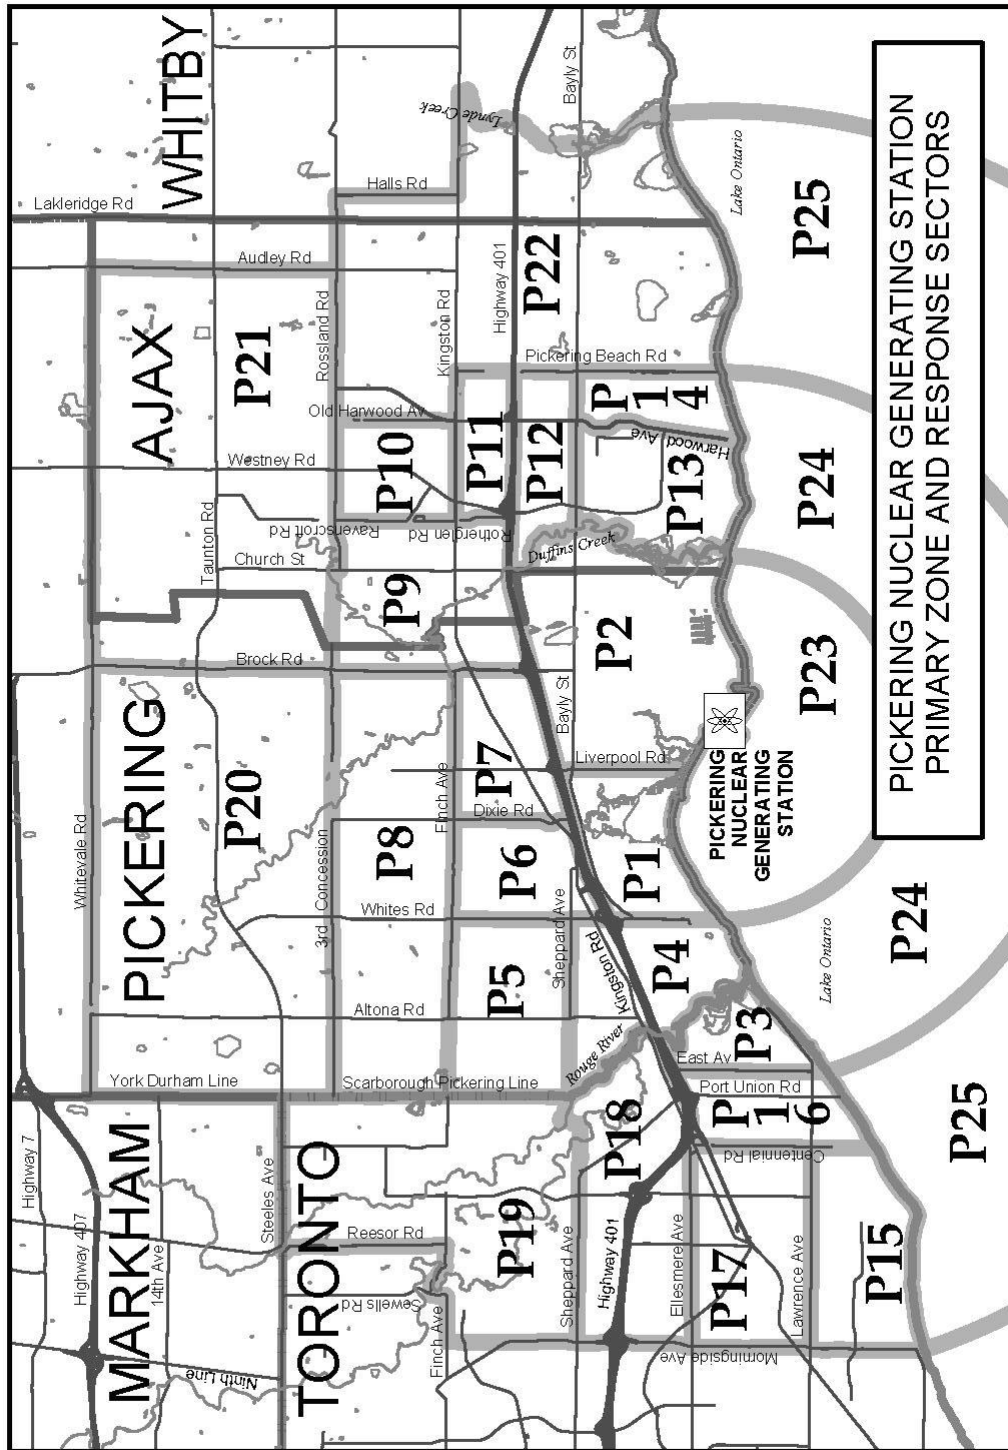 PICKERING NUCLEAR GENERATING STATION
PRIMARY ZONE AND RESPONSE SECTORS
MARKHAM
PICKERING
AJAX
WHITBY
TORONTO
Highway 7
Highway 407
14th Ave
Ninth Line
Steeles Ave
Reesor Rd
Sewells Rd
Finch Ave
York Durham Line
Scarborough Pickering Line
Whitevale Rd
Altona Rd
3rd Concession
Whites Rd
Finch Ave
Dixie Rd
Brock Rd
Taunton Rd
Church St
Ravenscroft Rd
Rotherglen Rd
Westney Rd
Old Harwood Av
Rossland Rd
Audley Rd
Lakleridge Rd
Halls Rd
Kingston Rd
Highway 401
Lynde Creek
Bayly St
Pickering Beach Rd
Harwood Ave
Duffins Creek
Bayly St
Liverpool Rd
Sheppard Ave
Kingston Rd
Rouge River
East Av
Port Union Rd
Centennial Rd
Sheppard Ave
Highway 401
Ellesmere Ave
Lawrence Ave
Morningside Ave
Lake Ontario
Lake Ontario
PICKERING
NUCLEAR
GENERATING
STATION
P21
P20
P10
P9
P8
P11
P22
P12
P7
P6
P5
P19
P14
P13
P2
P1
P4
P3
P18
P16
P17
P15
P25
P24
P23
P24
P25